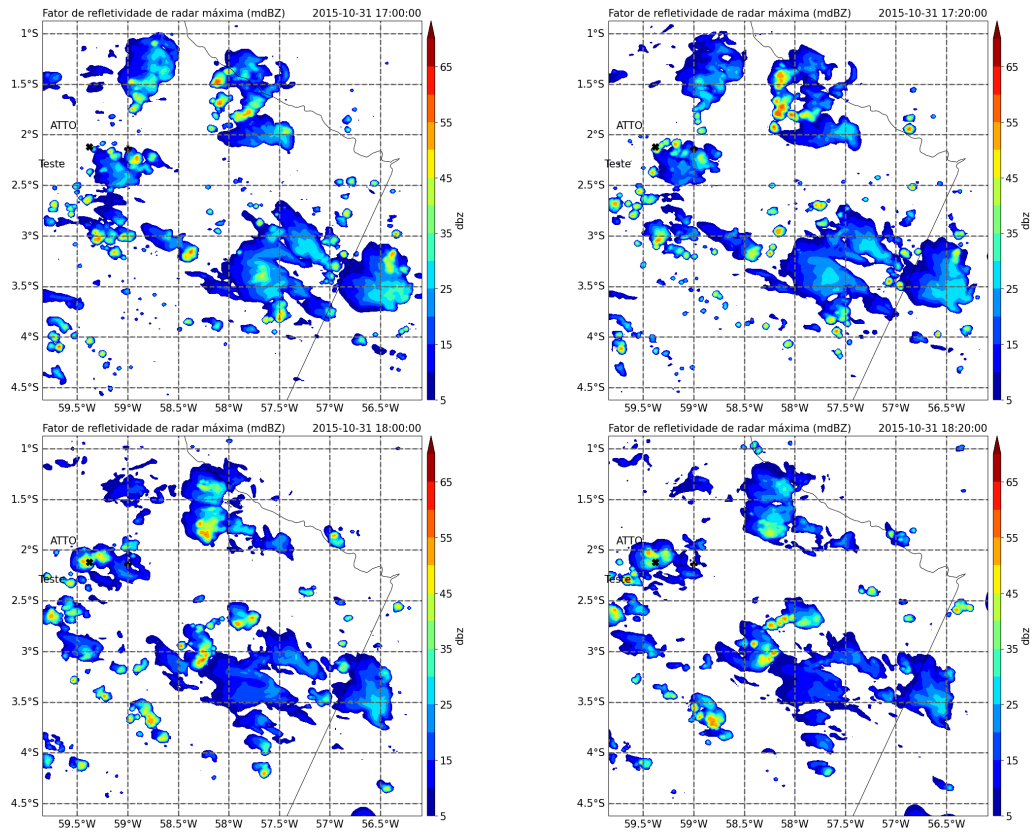 Fator de refletividade de radar máxima (mdBZ) 2015-10-31 17:00:00
1°S
1.5°S
2°S
2.5°S
3°S
3.5°S
4°S
4.5°S
ATTO
Teste
59.5°W 59°W 58.5°W 58°W 57.5°W 57°W 56.5°W
65
55
45
35
25
15
5
dbz
Fator de refletividade de radar máxima (mdBZ) 2015-10-31 17:20:00
1°S
1.5°S
2°S
2.5°S
3°S
3.5°S
4°S
4.5°S
ATTO
Teste
59.5°W 59°W 58.5°W 58°W 57.5°W 57°W 56.5°W
65
55
45
35
25
15
5
dbz
Fator de refletividade de radar máxima (mdBZ) 2015-10-31 18:00:00
1°S
1.5°S
2°S
2.5°S
3°S
3.5°S
4°S
4.5°S
ATTO
Teste
59.5°W 59°W 58.5°W 58°W 57.5°W 57°W 56.5°W
65
55
45
35
25
15
5
dbz
Fator de refletividade de radar máxima (mdBZ) 2015-10-31 18:20:00
1°S
1.5°S
2°S
2.5°S
3°S
3.5°S
4°S
4.5°S
ATTO
Teste
59.5°W 59°W 58.5°W 58°W 57.5°W 57°W 56.5°W
65
55
45
35
25
15
5
dbz